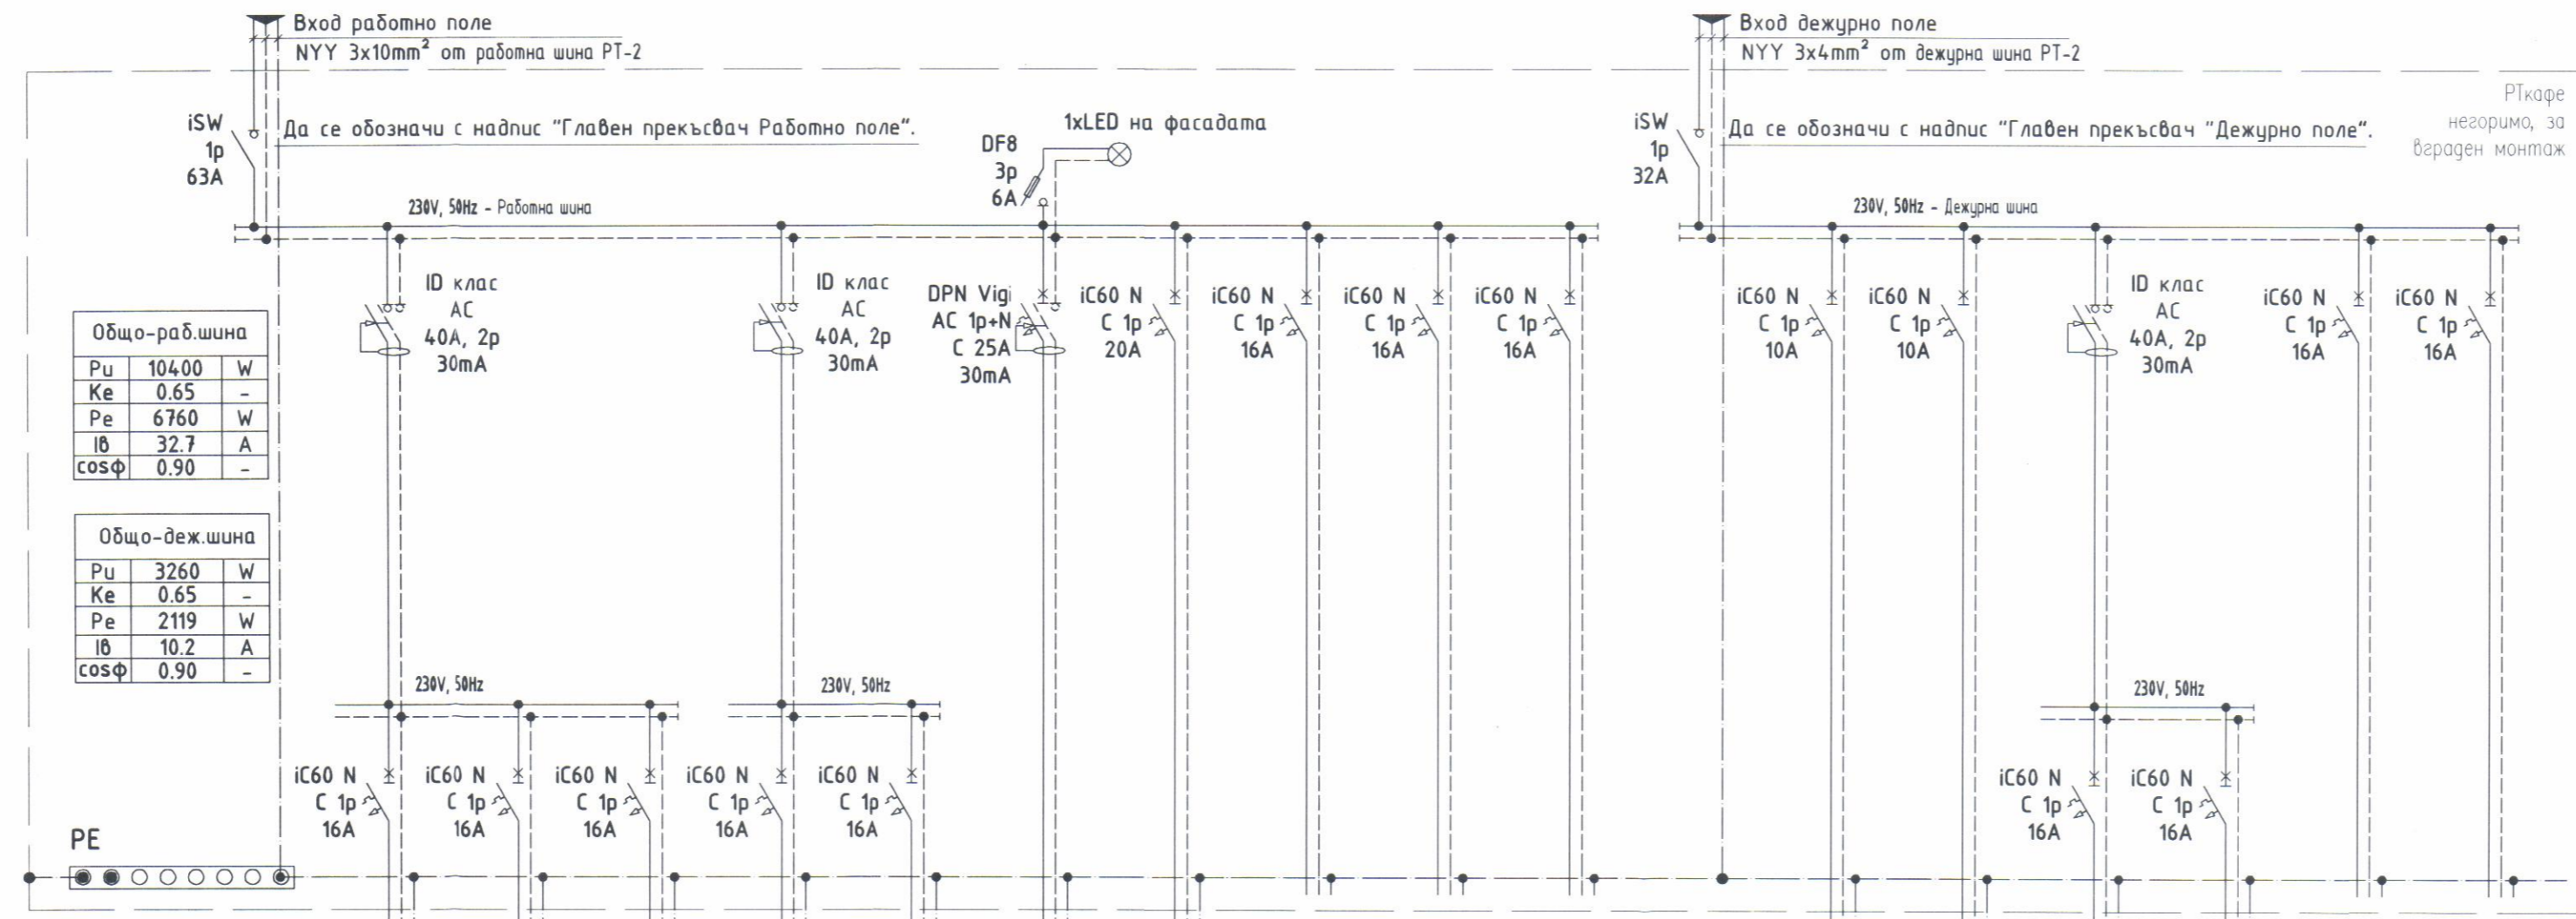 Вход работно поле
NYY 3x10mm² от работна шина РТ-2
Вход дежурно поле
NYY 3x4mm² от дежурна шина РТ-2
РТкафе
негоримо, за
вграден монтаж
iSW
1p
63A
Да се обозначи с надпис "Главен прекъсвач Работно поле".
DF8
3p
6A
1xLED на фасадата
iSW
1p
32A
Да се обозначи с надпис "Главен прекъсвач "Дежурно поле".
230V, 50Hz - Работна шина
230V, 50Hz - Дежурна шина
ID клас
AC
40A, 2p
30mA
ID клас
AC
40A, 2p
30mA
DPN Vigi
AC 1p+N
C 25A
30mA
iC60 N
C 1p
20A
iC60 N
C 1p
16A
iC60 N
C 1p
16A
iC60 N
C 1p
16A
iC60 N
C 1p
10A
iC60 N
C 1p
10A
ID клас
AC
40A, 2p
30mA
iC60 N
C 1p
16A
iC60 N
C 1p
16A
Общо-раб.шина
Pu 10400 W
Ke 0.65 -
Pe 6760 W
Iв 32.7 A
cosφ 0.90 -
Общо-деж.шина
Pu 3260 W
Ke 0.65 -
Pe 2119 W
Iв 10.2 A
cosφ 0.90 -
230V, 50Hz
230V, 50Hz
230V, 50Hz
iC60 N
C 1p
16A
iC60 N
C 1p
16A
iC60 N
C 1p
16A
iC60 N
C 1p
16A
iC60 N
C 1p
16A
iC60 N
C 1p
16A
iC60 N
C 1p
16A
PE